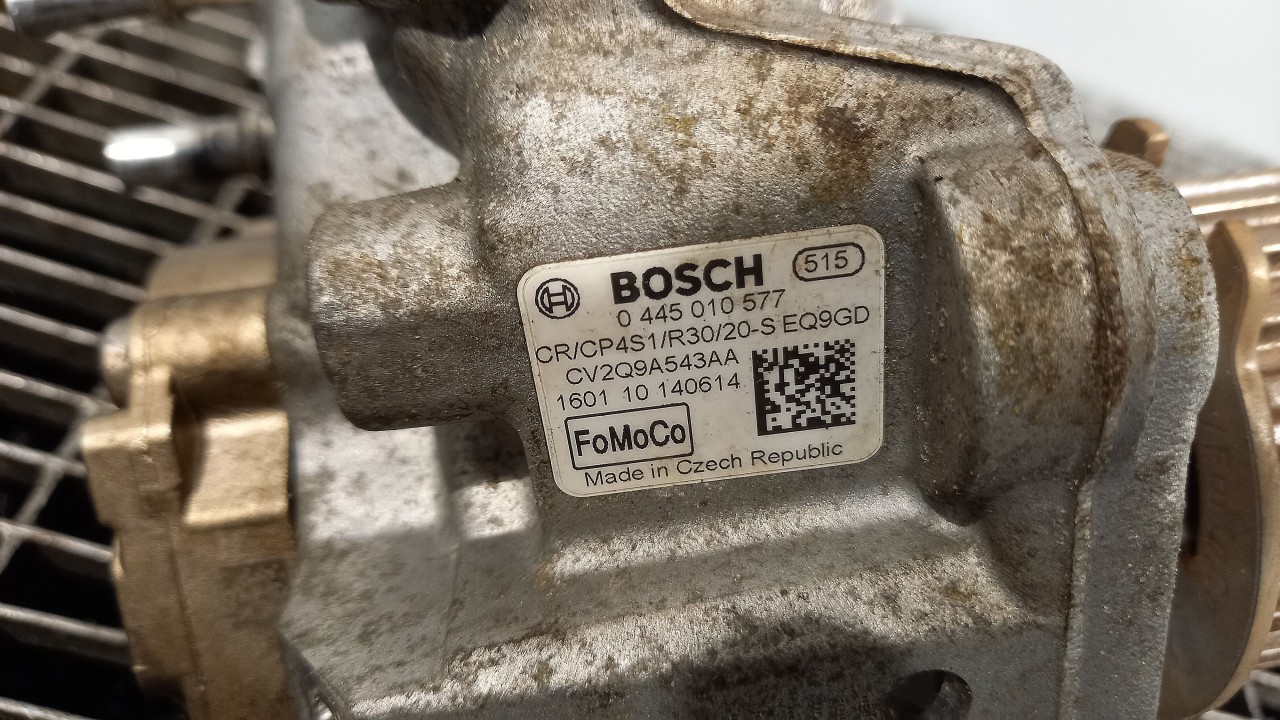 BOSCH 515
0 445 010 577
CR/CP4S1/R30/20-S EQ9GD
CV2Q9A543AA
1601 10 140614
FoMoCo
Made in Czech Republic